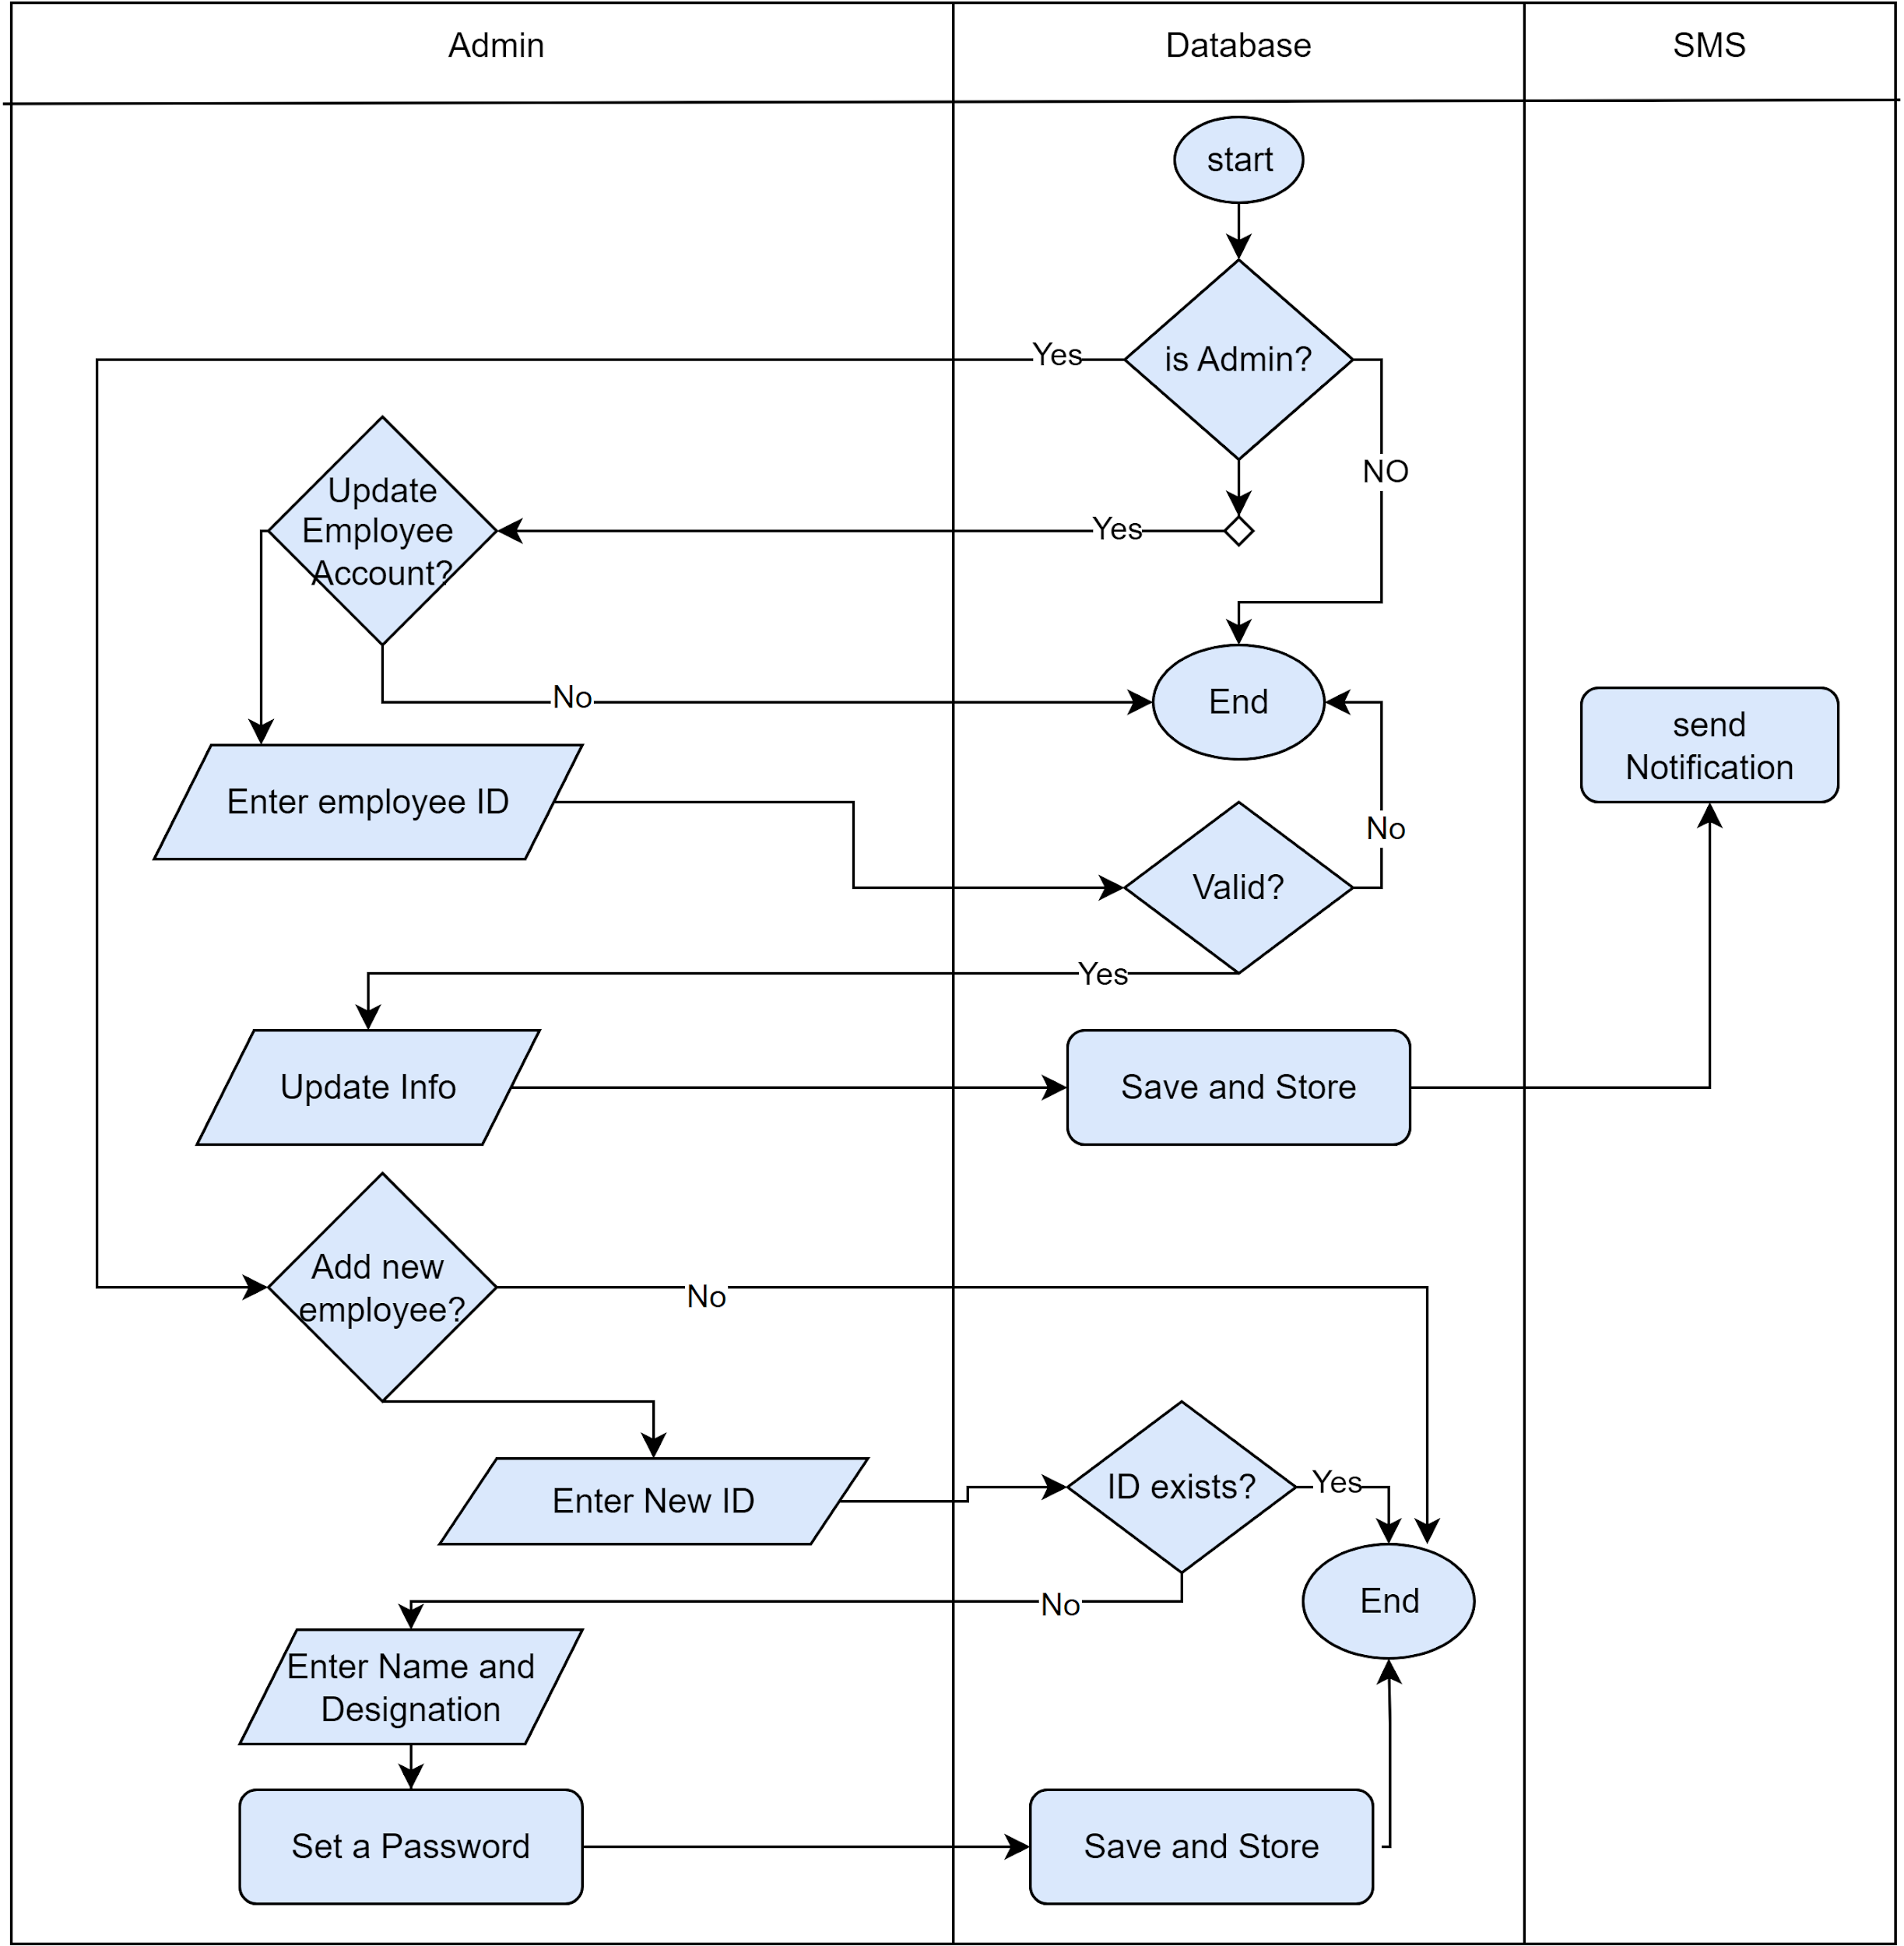 Admin
Database
SMS
start
is Admin?
Yes
NO
Update
Employee
Account?
Yes
No
End
send
Notification
Enter employee ID
No
Valid?
Yes
Update Info
Save and Store
Add new
employee?
No
Enter New ID
ID exists?
Yes
No
End
Enter Name and
Designation
Set a Password
Save and Store